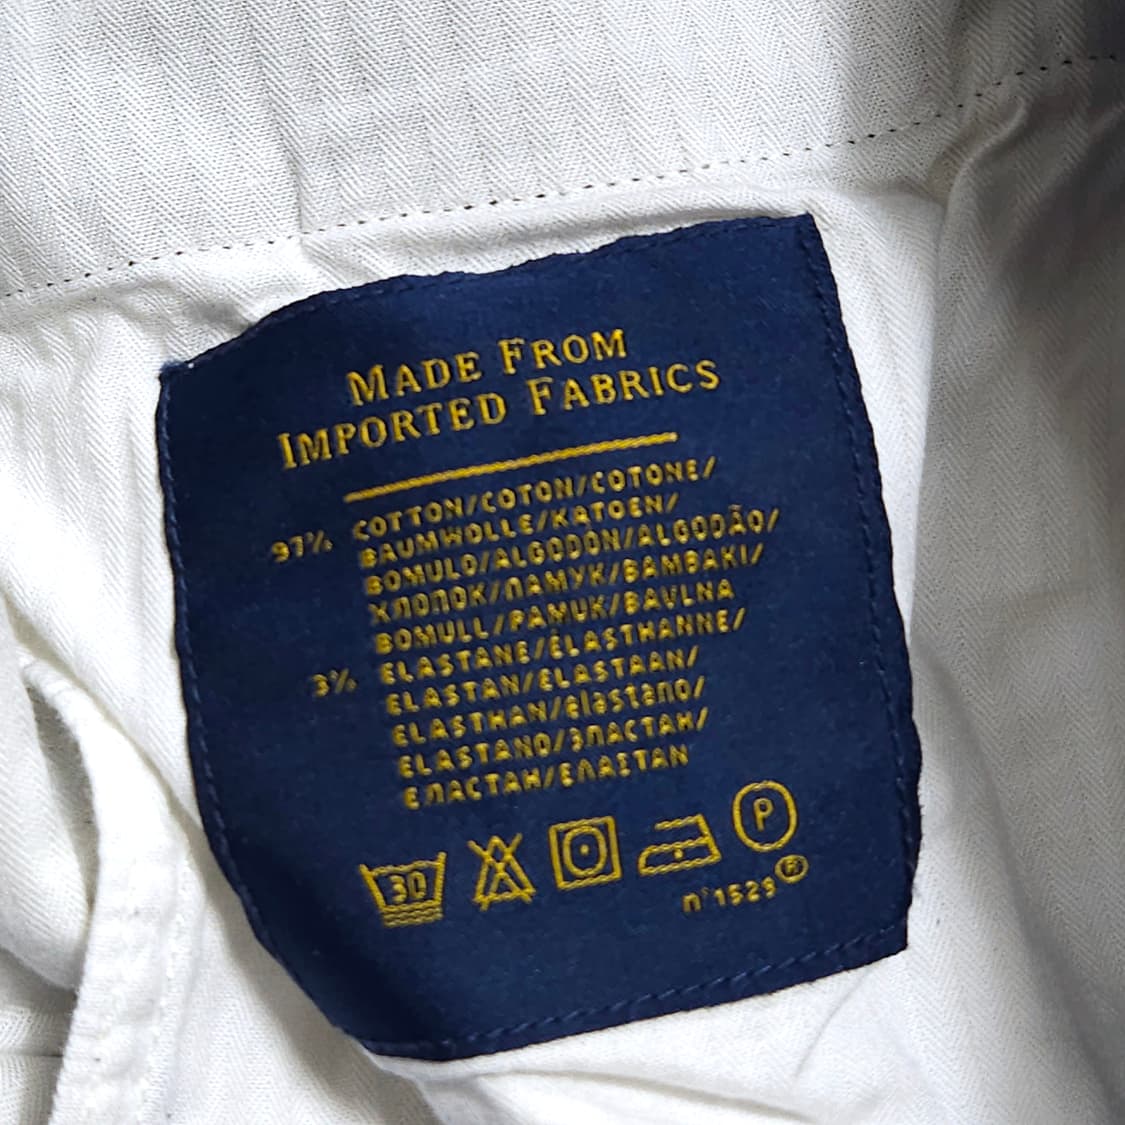 MADE FROM
IMPORTED FABRICS
97% COTTON/COTON/COTONE/
BAUMWOLLE/KATOEN/
BOMULD/ALGODÓN/ALGODÃO/
ХЛОПОК/ПАМУК/BAMBAKI/
BOMULL/PAMUK/BAVLNA
3% ELASTANE/ÉLASTHANNE/
ELASTAN/ELASTAAN/
ELASTHAN/elastano/
ELASTANO/ЭЛАСТАН/
ЕЛАСТАН/ΕΛΑΣΤΑΝ
30
P
n°1529 ®